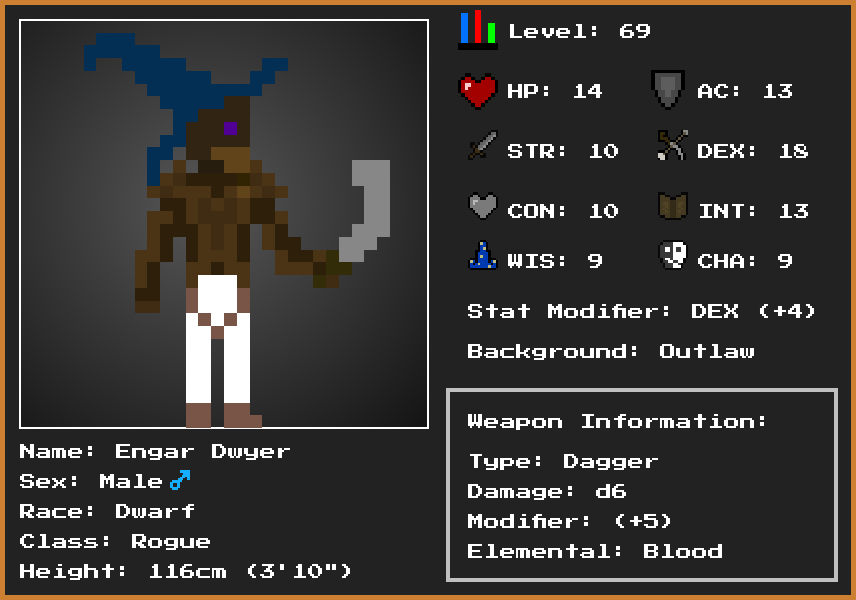 Level: 69
HP: 14 AC: 13
STR: 10 DEX: 18
CON: 10 INT: 13
WIS: 9 CHA: 9
Stat Modifier: DEX (+4)
Background: Outlaw
Weapon Information:
Type: Dagger
Damage: d6
Modifier: (+5)
Elemental: Blood
Name: Engar Dwyer
Sex: Male♂
Race: Dwarf
Class: Rogue
Height: 116cm (3'10")